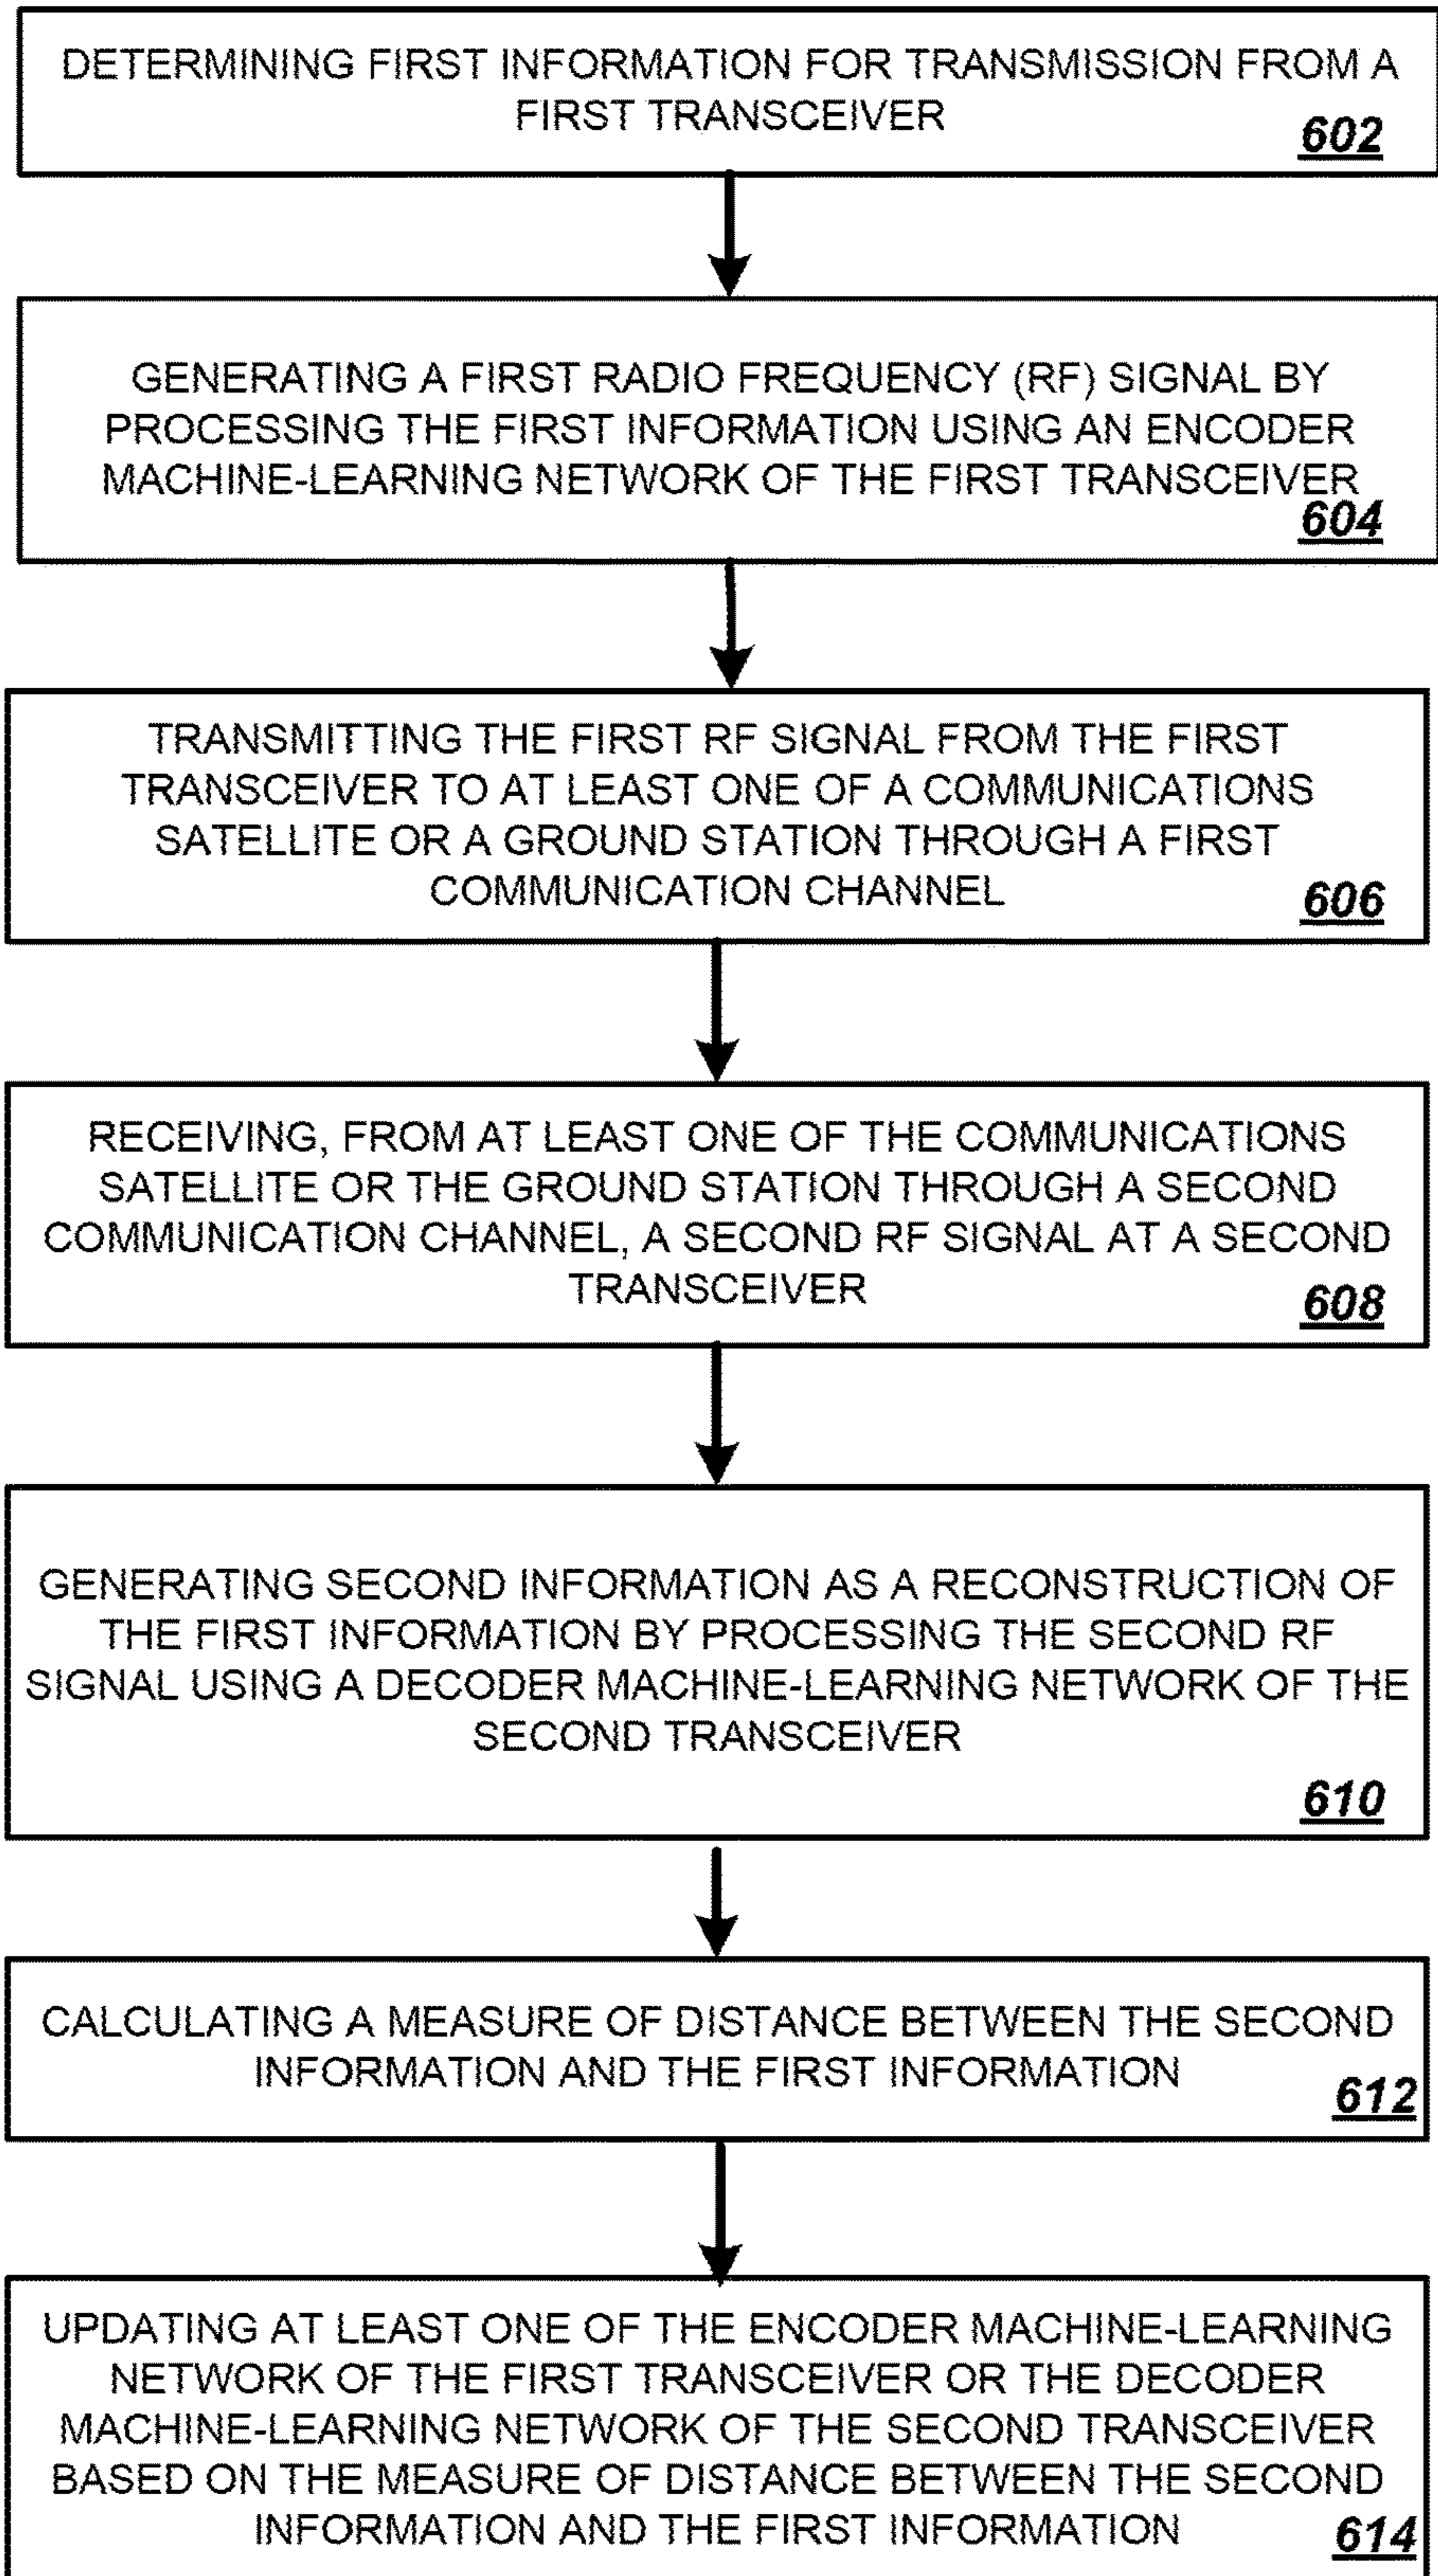 DETERMINING FIRST INFORMATION FOR TRANSMISSION FROM A
FIRST TRANSCEIVER
602
GENERATING A FIRST RADIO FREQUENCY (RF) SIGNAL BY
PROCESSING THE FIRST INFORMATION USING AN ENCODER
MACHINE-LEARNING NETWORK OF THE FIRST TRANSCEIVER
604
TRANSMITTING THE FIRST RF SIGNAL FROM THE FIRST
TRANSCEIVER TO AT LEAST ONE OF A COMMUNICATIONS
SATELLITE OR A GROUND STATION THROUGH A FIRST
COMMUNICATION CHANNEL
606
RECEIVING, FROM AT LEAST ONE OF THE COMMUNICATIONS
SATELLITE OR THE GROUND STATION THROUGH A SECOND
COMMUNICATION CHANNEL, A SECOND RF SIGNAL AT A SECOND
TRANSCEIVER
608
GENERATING SECOND INFORMATION AS A RECONSTRUCTION OF
THE FIRST INFORMATION BY PROCESSING THE SECOND RF
SIGNAL USING A DECODER MACHINE-LEARNING NETWORK OF THE
SECOND TRANSCEIVER
610
CALCULATING A MEASURE OF DISTANCE BETWEEN THE SECOND
INFORMATION AND THE FIRST INFORMATION
612
UPDATING AT LEAST ONE OF THE ENCODER MACHINE-LEARNING
NETWORK OF THE FIRST TRANSCEIVER OR THE DECODER
MACHINE-LEARNING NETWORK OF THE SECOND TRANSCEIVER
BASED ON THE MEASURE OF DISTANCE BETWEEN THE SECOND
INFORMATION AND THE FIRST INFORMATION
614